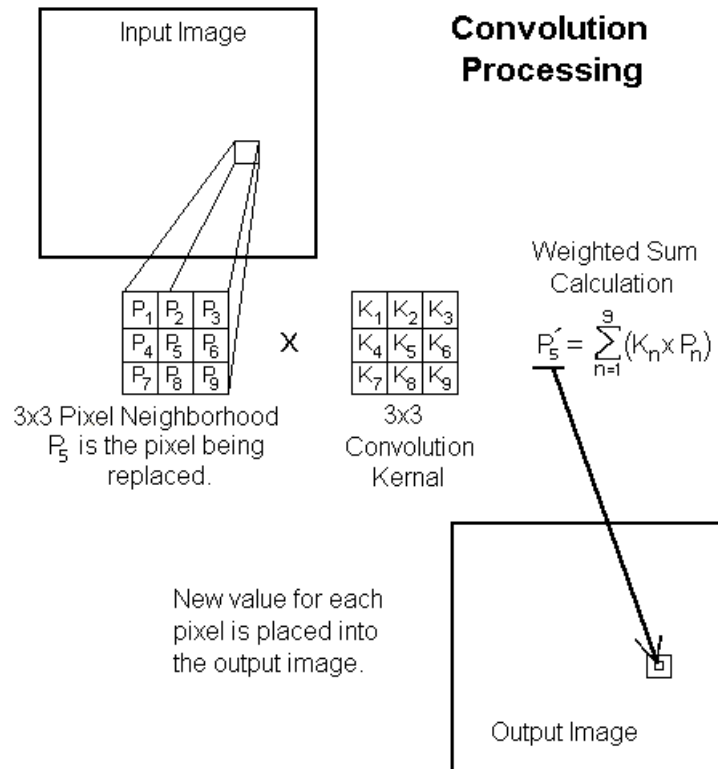 Input Image
Convolution
Processing
P1 P2 P3
P4 P5 P6
P7 P8 P9
X
K1 K2 K3
K4 K5 K6
K7 K8 K9
Weighted Sum
Calculation
P5′ = 9∑n=1(Kn x Pn)
3x3 Pixel Neighborhood
P5 is the pixel being
replaced.
3x3
Convolution
Kernal
New value for each
pixel is placed into
the output image.
Output Image